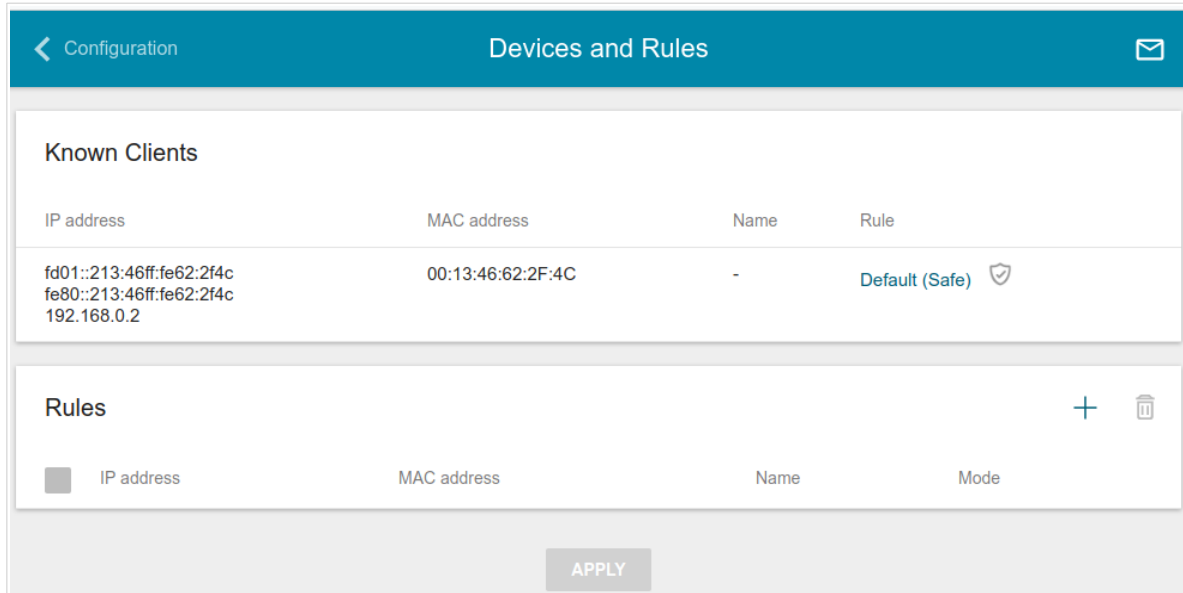 Configuration
Devices and Rules
Known Clients
IP address MAC address Name Rule
fd01::213:46ff:fe62:2f4c 00:13:46:62:2F:4C - Default (Safe)
fe80::213:46ff:fe62:2f4c
192.168.0.2
Rules
IP address MAC address Name Mode
APPLY